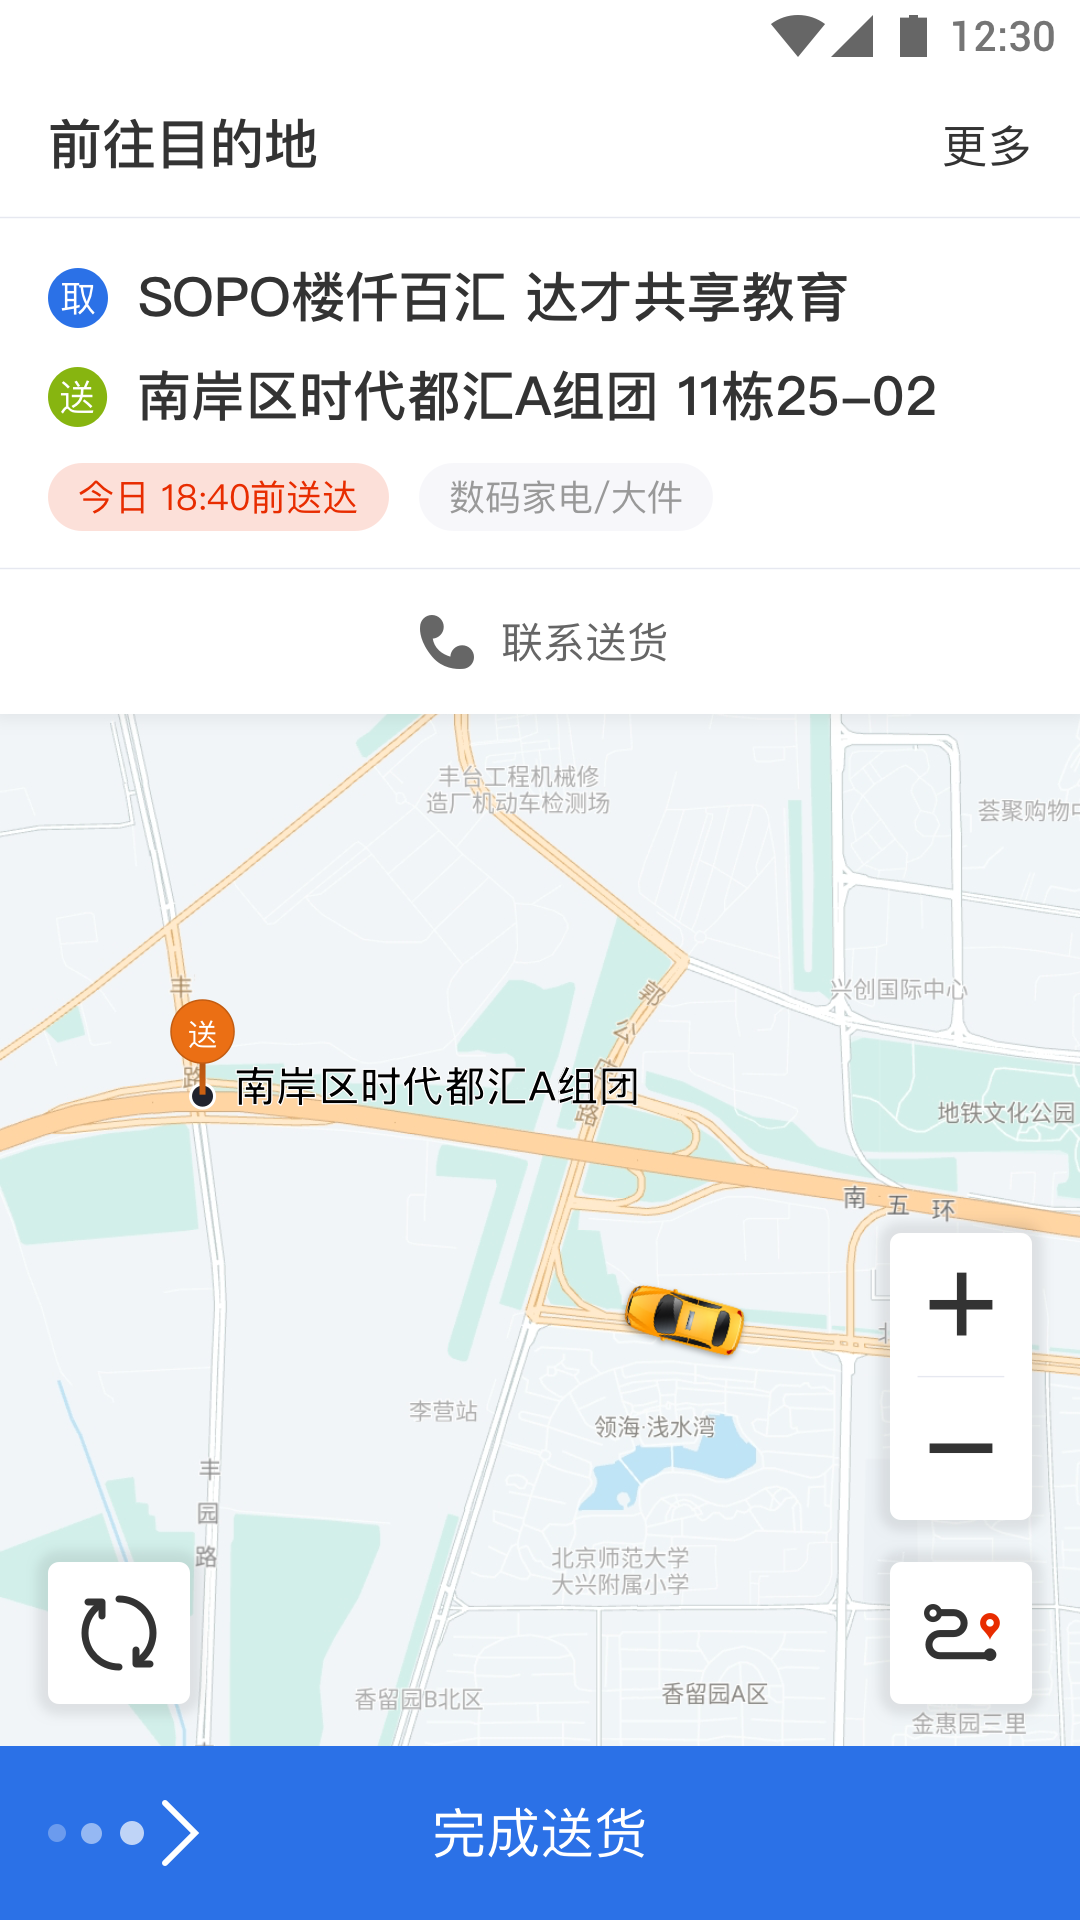 12:30
前往目的地
更多
取 SOPO楼仟百汇 达才共享教育
送 南岸区时代都汇A组团 11栋25-02
今日 18:40前送达
数码家电/大件
联系送货
丰台工程机械修
造厂机动车检测场
荟聚购物中
兴创国际中心
丰
路
郭
公
路
送
南岸区时代都汇A组团
地铁文化公园
南五环
李营站
领海·浅水湾
丰
园
路
北京师范大学
大兴附属小学
香留园B北区
香留园A区
金惠园三里
完成送货